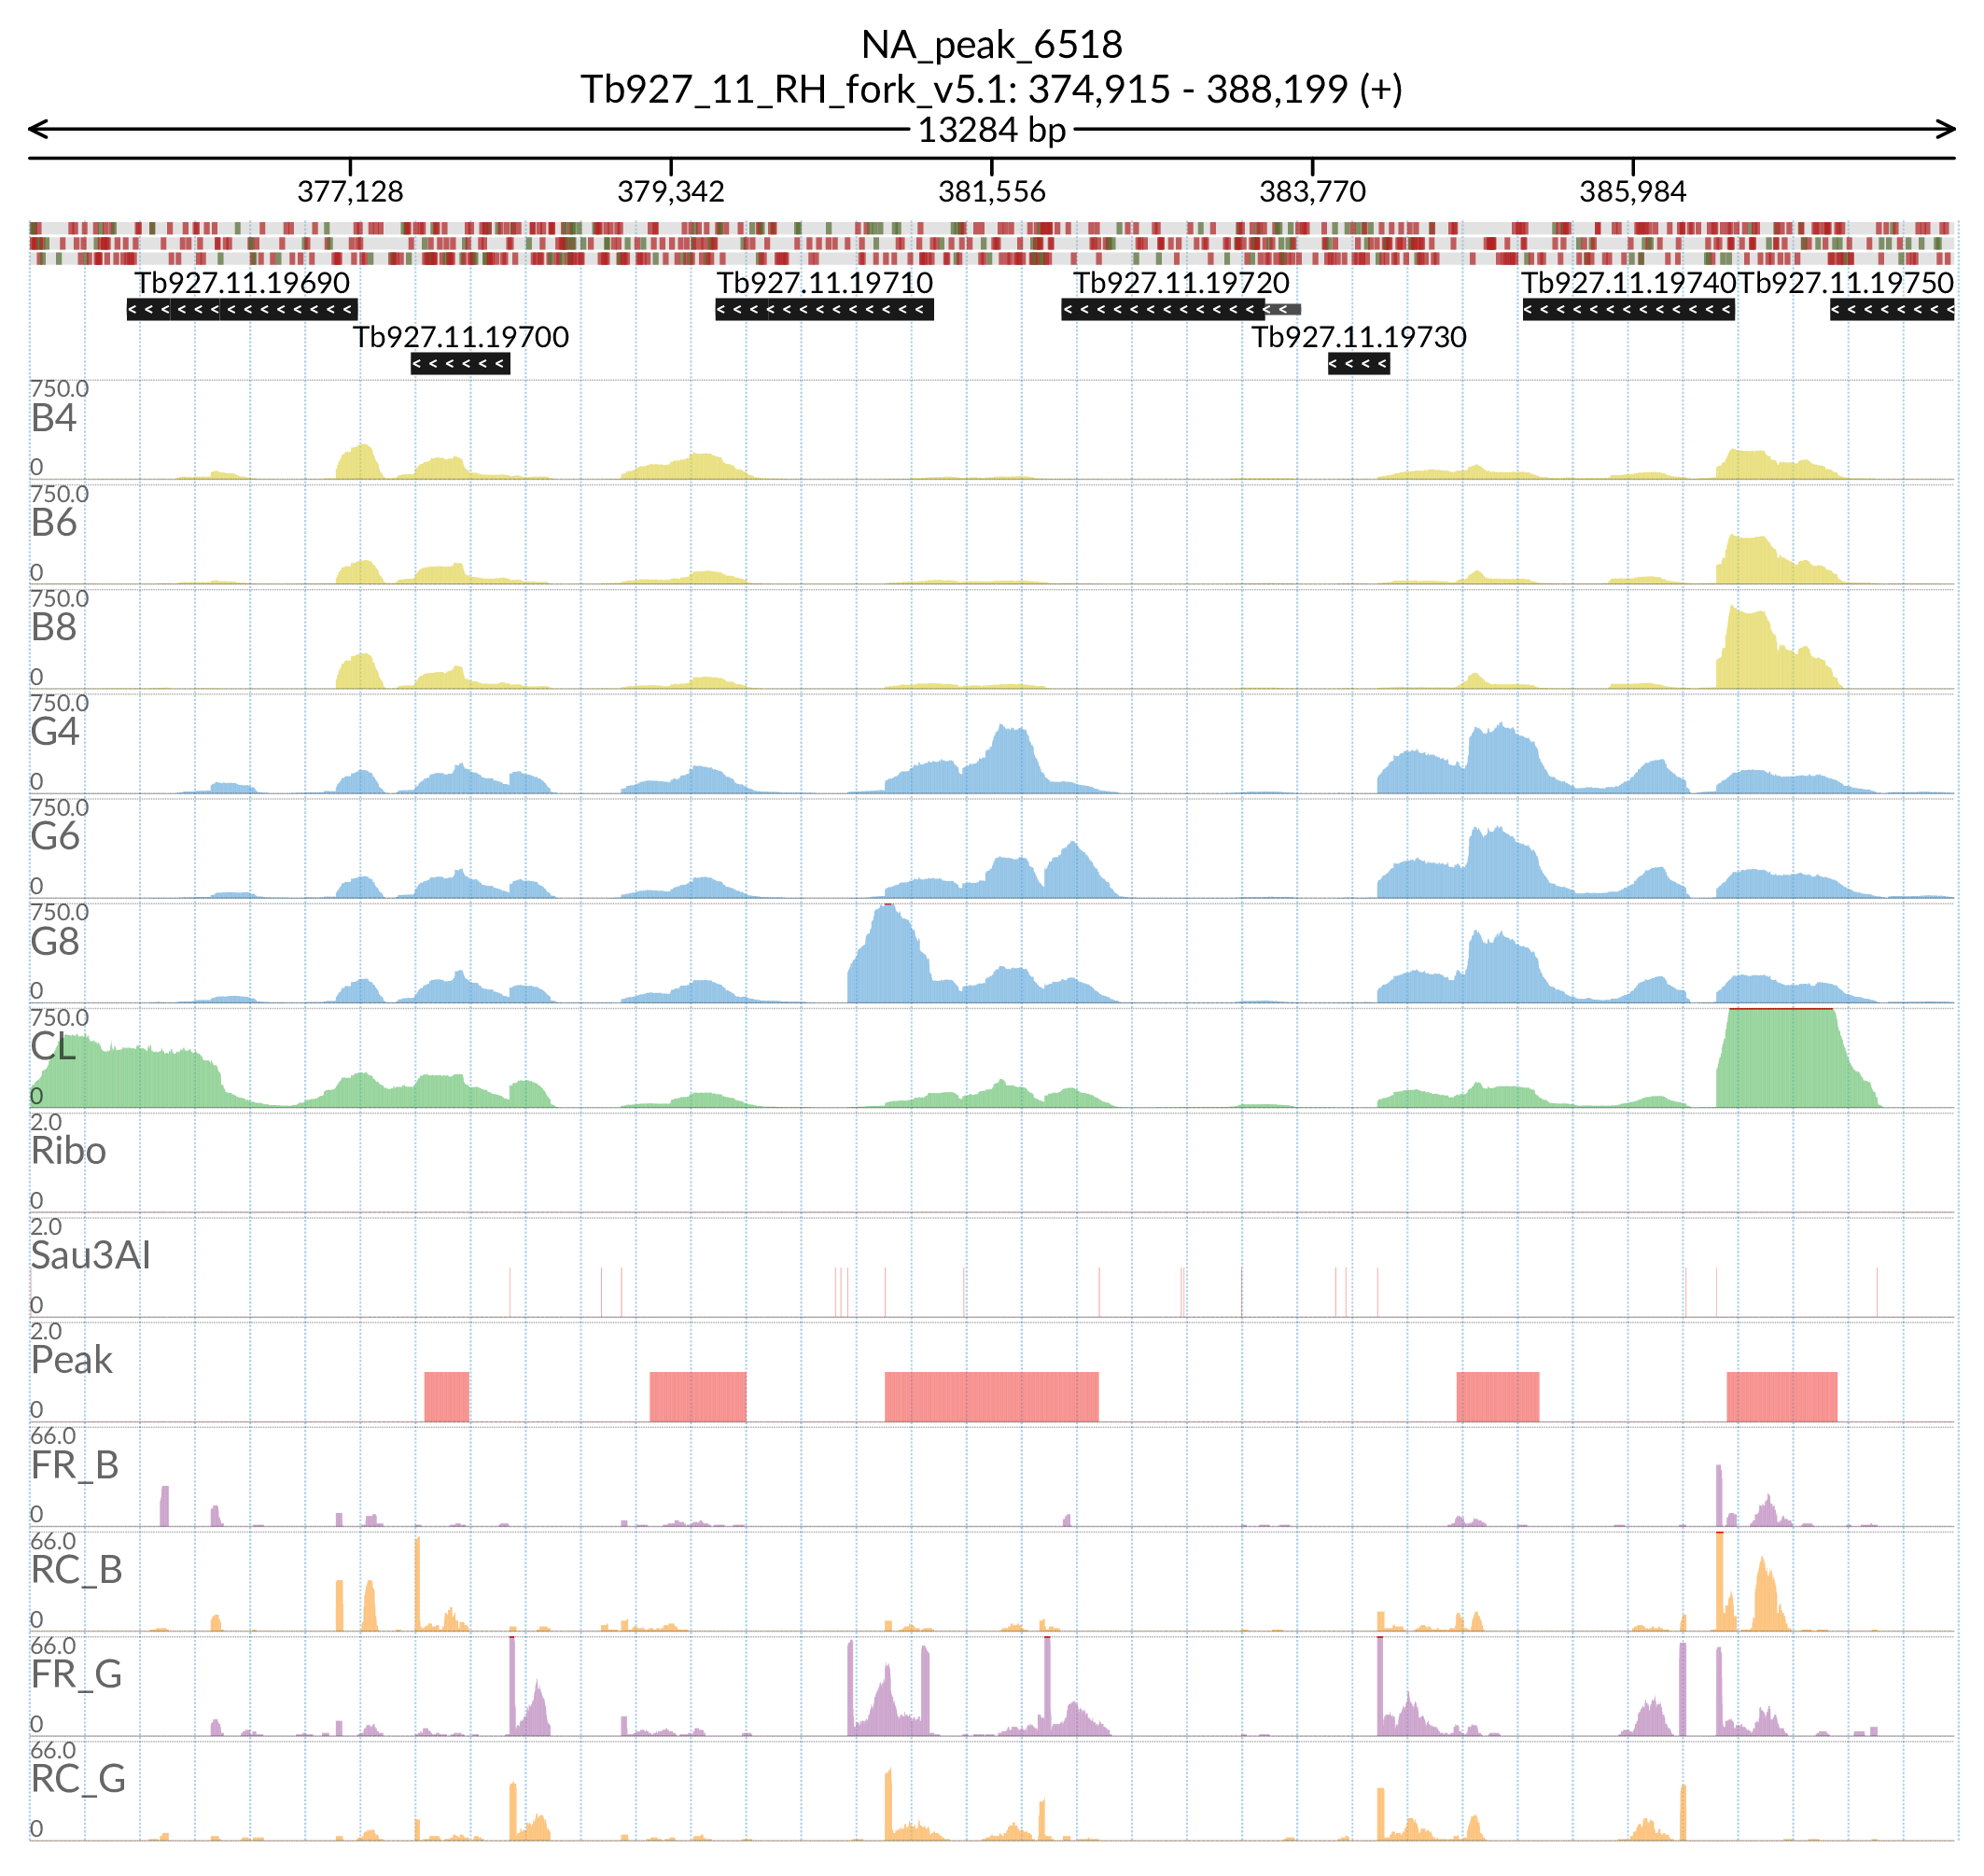 NA_peak_6518
Tb927_11_RH_fork_v5.1: 374,915 - 388,199 (+)
13284 bp
377,128 379,342 381,556 383,770 385,984
Tb927.11.19690 Tb927.11.19710 Tb927.11.19720 Tb927.11.19740 Tb927.11.19750
Tb927.11.19700 Tb927.11.19730
750.0
B4
0
750.0
B6
0
750.0
B8
0
750.0
G4
0
750.0
G6
0
750.0
G8
0
750.0
CL
0
2.0
Ribo
0
2.0
Sau3AI
0
2.0
Peak
0
66.0
FR_B
0
66.0
RC_B
0
66.0
FR_G
0
66.0
RC_G
0